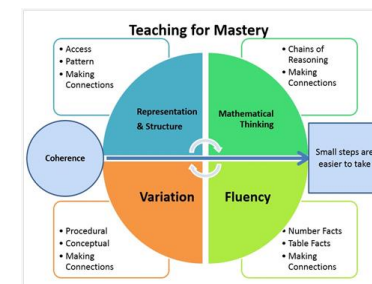 Teaching for Mastery
• Access
• Pattern
• Making
Connections
• Chains of
Reasoning
• Making
Connections
Representation
& Structure
Mathematical
Thinking
Coherence
Small steps are
easier to take
Variation
Fluency
• Procedural
• Conceptual
• Making
Connections
• Number Facts
• Table Facts
• Making
Connections